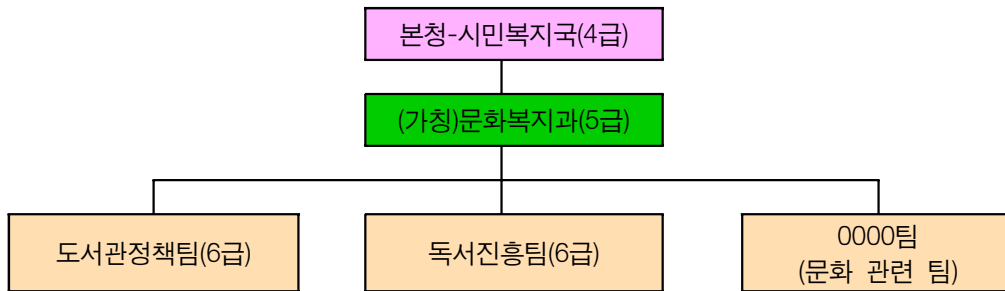 본청-시민복지국(4급)
(가칭)문화복지과(5급)
도서관정책팀(6급)
독서진흥팀(6급)
0000팀
(문화 관련 팀)